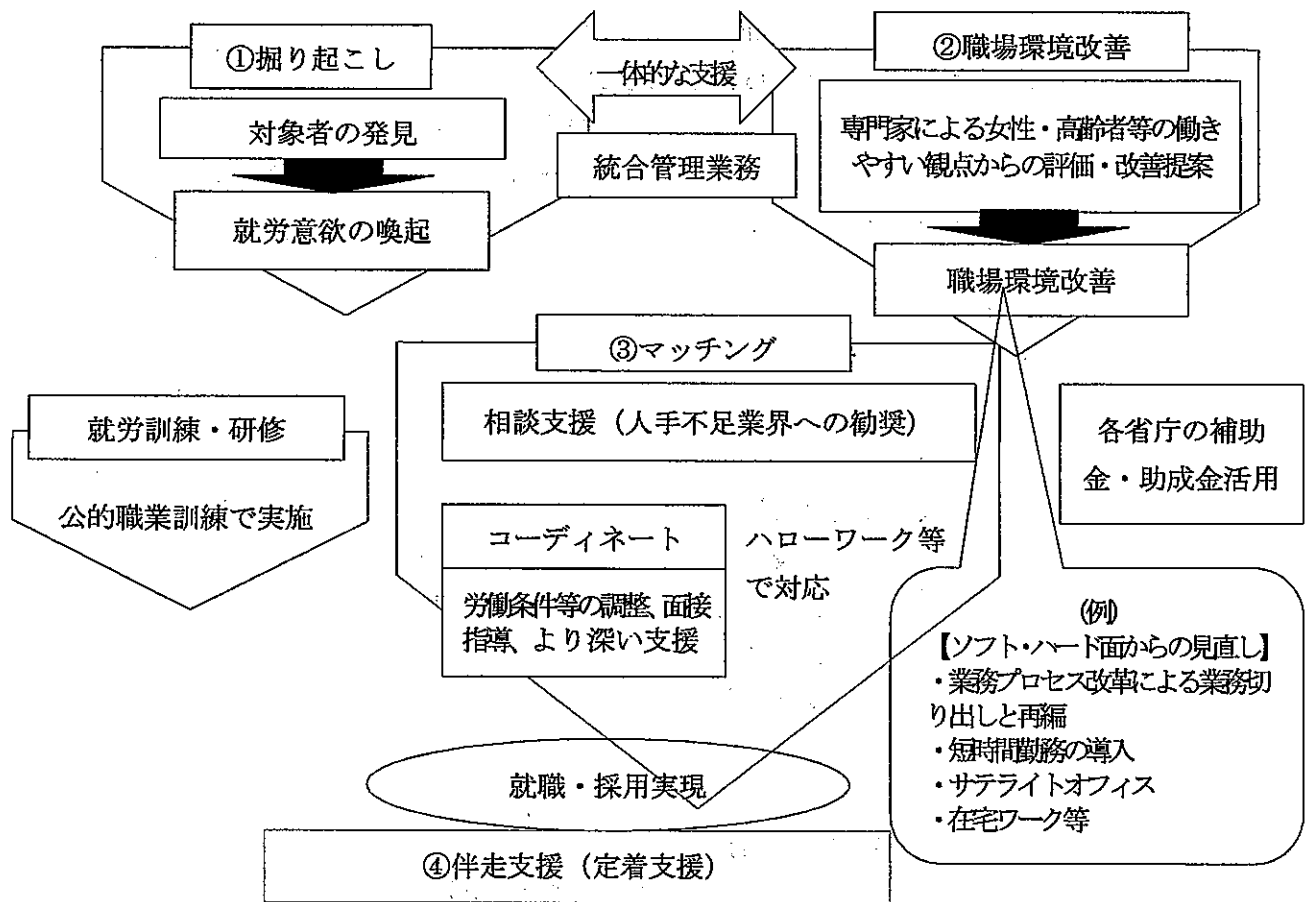 ①掘り起こし
対象者の発見
就労意欲の喚起
一体的な支援
統合管理業務
②職場環境改善
専門家による女性・高齢者等の働き
やすい観点からの評価・改善提案
職場環境改善
③マッチング
相談支援（人手不足業界への勧奨）
コーディネート
労働条件等の調整、面接
指導、より深い支援
ハローワーク等
で対応
就労訓練・研修
公的職業訓練で実施
各省庁の補助
金・助成金活用
(例)
【ソフト・ハード面からの見直し】
・業務プロセス改革による業務切
り出しと再編
・短時間勤務の導入
・サテライトオフィス
・在宅ワーク等
就職・採用実現
④伴走支援（定着支援）